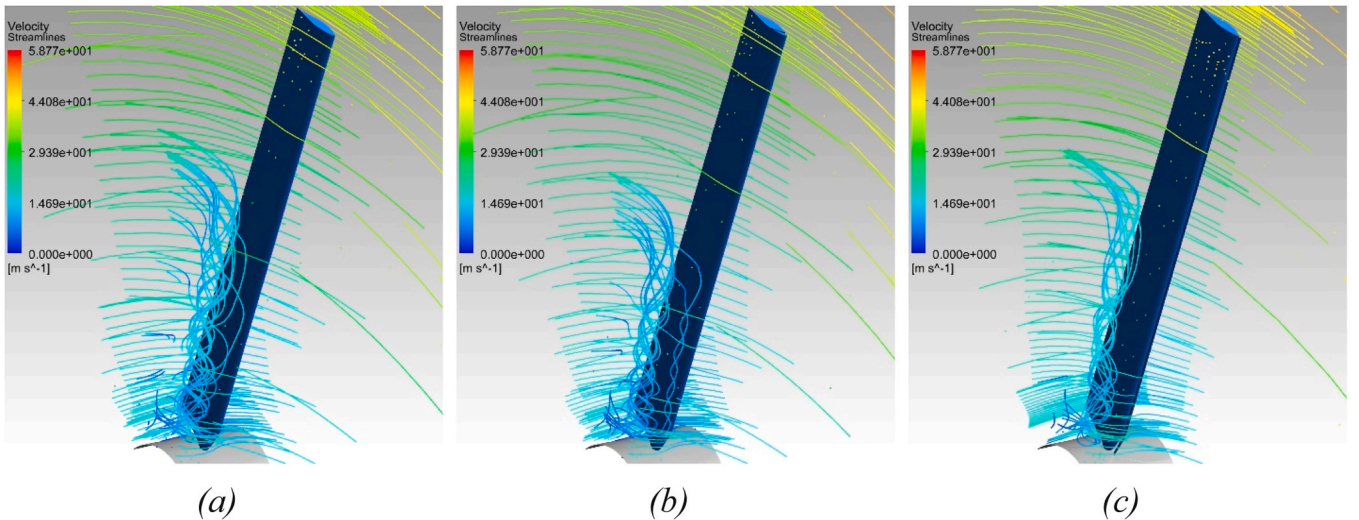 Velocity
Streamlines
5.877e+001
4.408e+001
2.939e+001
1.469e+001
0.000e+000
[m s^-1]
(a)
Velocity
Streamlines
5.877e+001
4.408e+001
2.939e+001
1.469e+001
0.000e+000
[m s^-1]
(b)
Velocity
Streamlines
5.877e+001
4.408e+001
2.939e+001
1.469e+001
0.000e+000
[m s^-1]
(c)